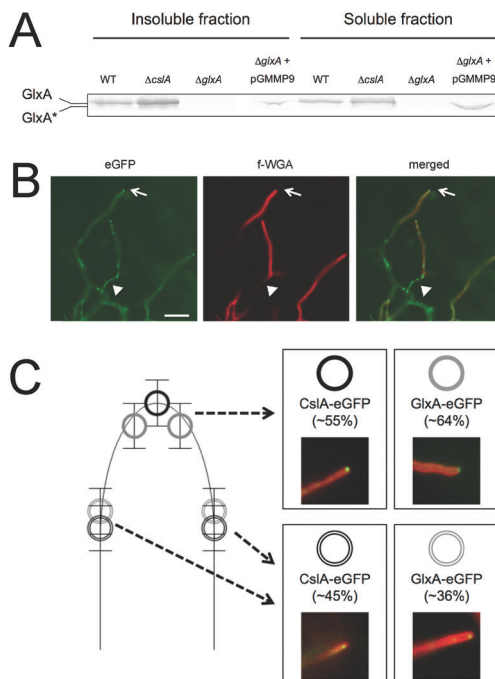 A
Insoluble fraction
Soluble fraction
WT
ΔcslA
ΔglxA
ΔglxA +
pGMMP9
WT
ΔcslA
ΔglxA
ΔglxA +
pGMMP9
GlxA
GlxA*
B
eGFP
f-WGA
merged
C
CslA-eGFP
(~55%)
GlxA-eGFP
(~64%)
CslA-eGFP
(~45%)
GlxA-eGFP
(~36%)